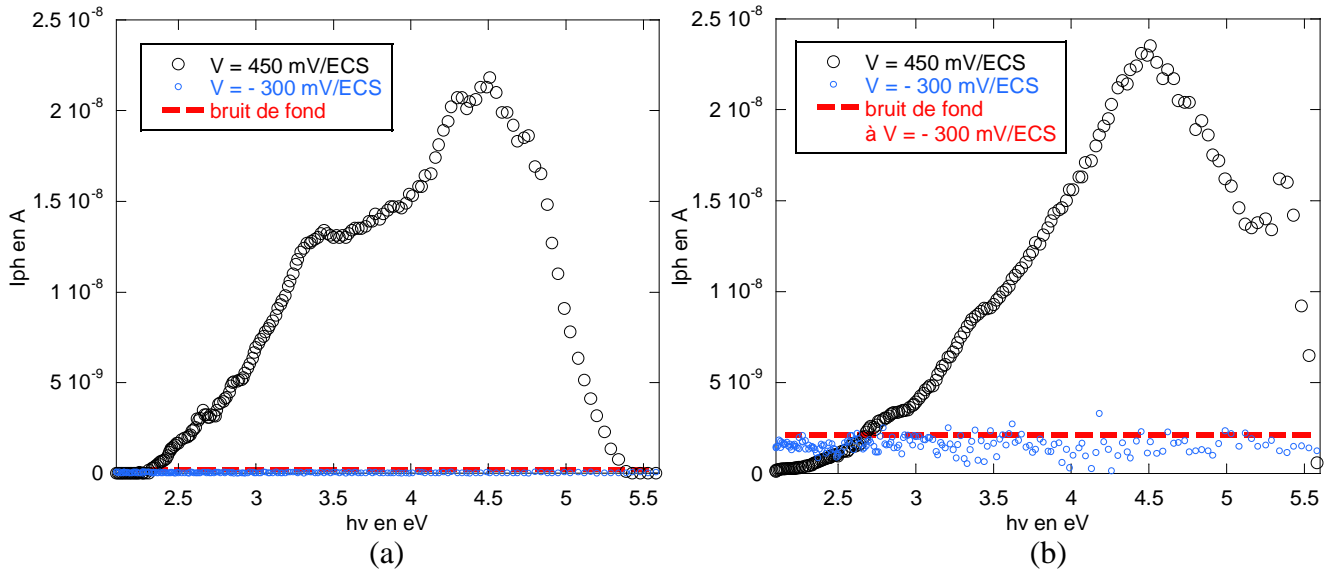 2.5 10-8
V = 450 mV/ECS
V = - 300 mV/ECS
bruit de fond
2 10-8
1.5 10-8
1 10-8
5 10-9
0
Iph en A
2.5 3 3.5 4 4.5 5 5.5
hν en eV
(a)
2.5 10-8
V = 450 mV/ECS
V = - 300 mV/ECS
bruit de fond
à V = - 300 mV/ECS
2 10-8
1.5 10-8
1 10-8
5 10-9
0
Iph en A
2.5 3 3.5 4 4.5 5 5.5
hν en eV
(b)